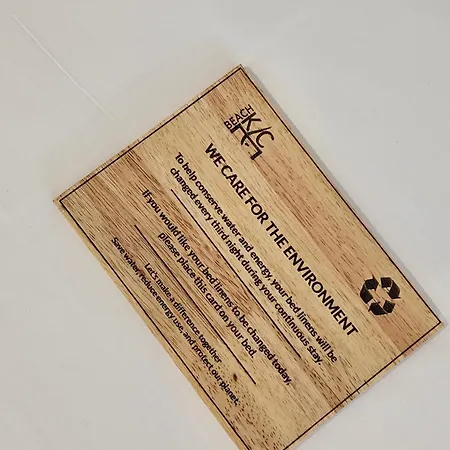 BEACH
K/C
WE CARE FOR THE ENVIRONMENT
To help conserve water and energy, your bed linens will be
changed every third night during your continuous stay.
If you would like your bed linens to be changed today,
please place this card on your bed.
Let's make a difference together.
Save water, reduce energy use, and protect our planet.